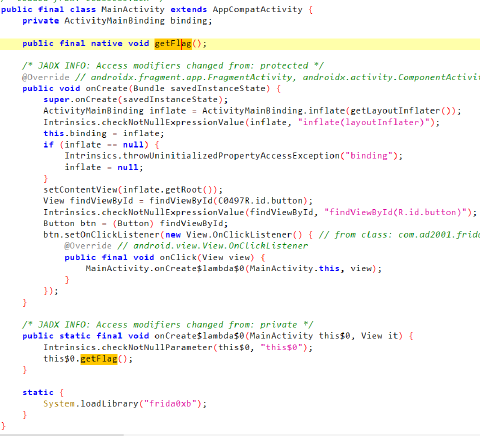 public final class MainActivity extends AppCompatActivity {
private ActivityMainBinding binding;
public final native void getFlag();
/* JADX INFO: Access modifiers changed from: protected */
@Override // androidx.fragment.app.FragmentActivity, androidx.activity.ComponentActivi
public void onCreate(Bundle savedInstanceState) {
super.onCreate(savedInstanceState);
ActivityMainBinding inflate = ActivityMainBinding.inflate(getLayoutInflater());
Intrinsics.checkNotNullExpressionValue(inflate, "inflate(layoutInflater)");
this.binding = inflate;
if (inflate == null) {
Intrinsics.throwUninitializedPropertyAccessException("binding");
inflate = null;
}
setContentView(inflate.getRoot());
View findViewById = findViewById(C0497R.id.button);
Intrinsics.checkNotNullExpressionValue(findViewById, "findViewById(R.id.button)");
Button btn = (Button) findViewById;
btn.setOnClickListener(new View.OnClickListener() { // from class: com.ad2001.frida
@Override // android.view.View.OnClickListener
public final void onClick(View view) {
MainActivity.onCreate$lambda$0(MainActivity.this, view);
}
});
}
/* JADX INFO: Access modifiers changed from: private */
public static final void onCreate$lambda$0(MainActivity this$0, View it) {
Intrinsics.checkNotNullParameter(this$0, "this$0");
this$0.getFlag();
}
static {
System.loadLibrary("frida0xb");
}
}